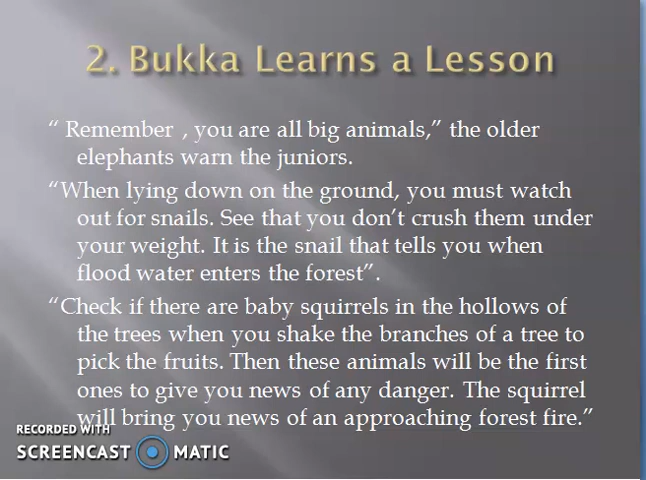 2. Bukka Learns a Lesson
“ Remember , you are all big animals,” the older
elephants warn the juniors.
“When lying down on the ground, you must watch
out for snails. See that you don’t crush them under
your weight. It is the snail that tells you when
flood water enters the forest”.
“Check if there are baby squirrels in the hollows of
the trees when you shake the branches of a tree to
pick the fruits. Then these animals will be the first
ones to give you news of any danger. The squirrel
will bring you news of an approaching forest fire.”
RECORDED WITH
SCREENCAST MATIC